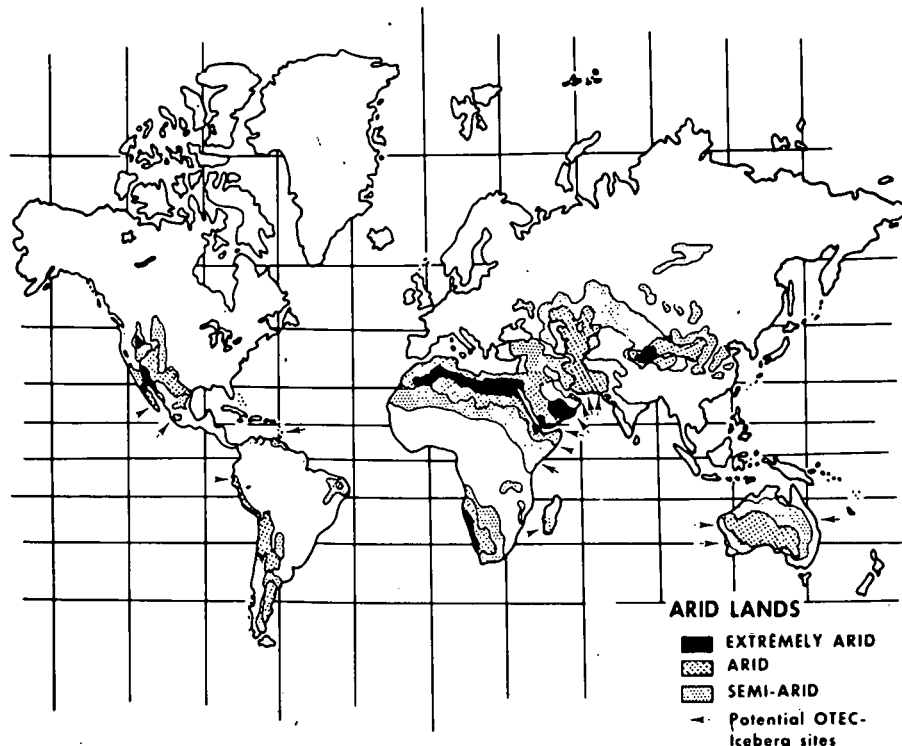 ARID LANDS
EXTREMELY ARID
ARID
SEMI-ARID
Potential OTEC-
Iceberg sites